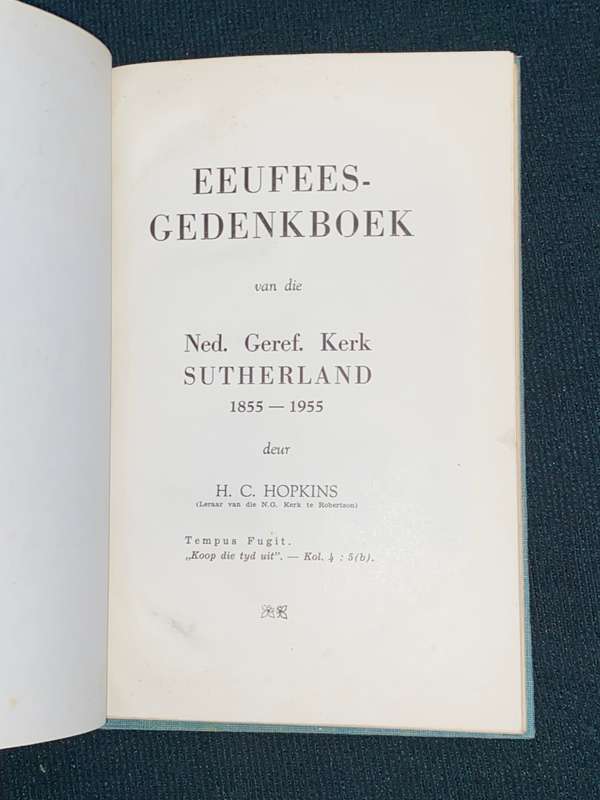 EEUFEES-
GEDENKBOEK
van die
Ned. Geref. Kerk
SUTHERLAND
1855 — 1955
deur
H. C. HOPKINS
(Leraar van die N.G. Kerk te Robertson)
Tempus Fugit.
„Koop die tyd uit”. — Kol. 4 : 5(b).